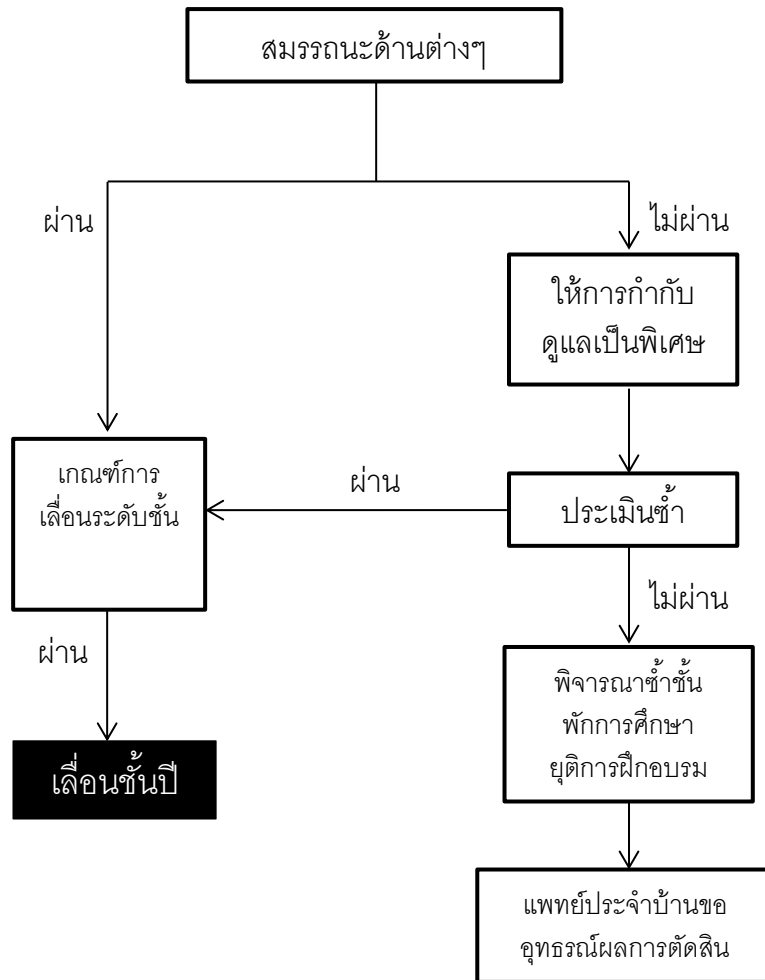 สมรรถนะด้านต่างๆ
ผ่าน
ไม่ผ่าน
ให้การกำกับ
ดูแลเป็นพิเศษ
เกณฑ์การ
เลื่อนระดับชั้น
ผ่าน
ประเมินซ้ำ
ผ่าน
ไม่ผ่าน
พิจารณาซ้ำชั้น
พักการศึกษา
ยุติการฝึกอบรม
เลื่อนชั้นปี
แพทย์ประจำบ้านขอ
อุทธรณ์ผลการตัดสิน